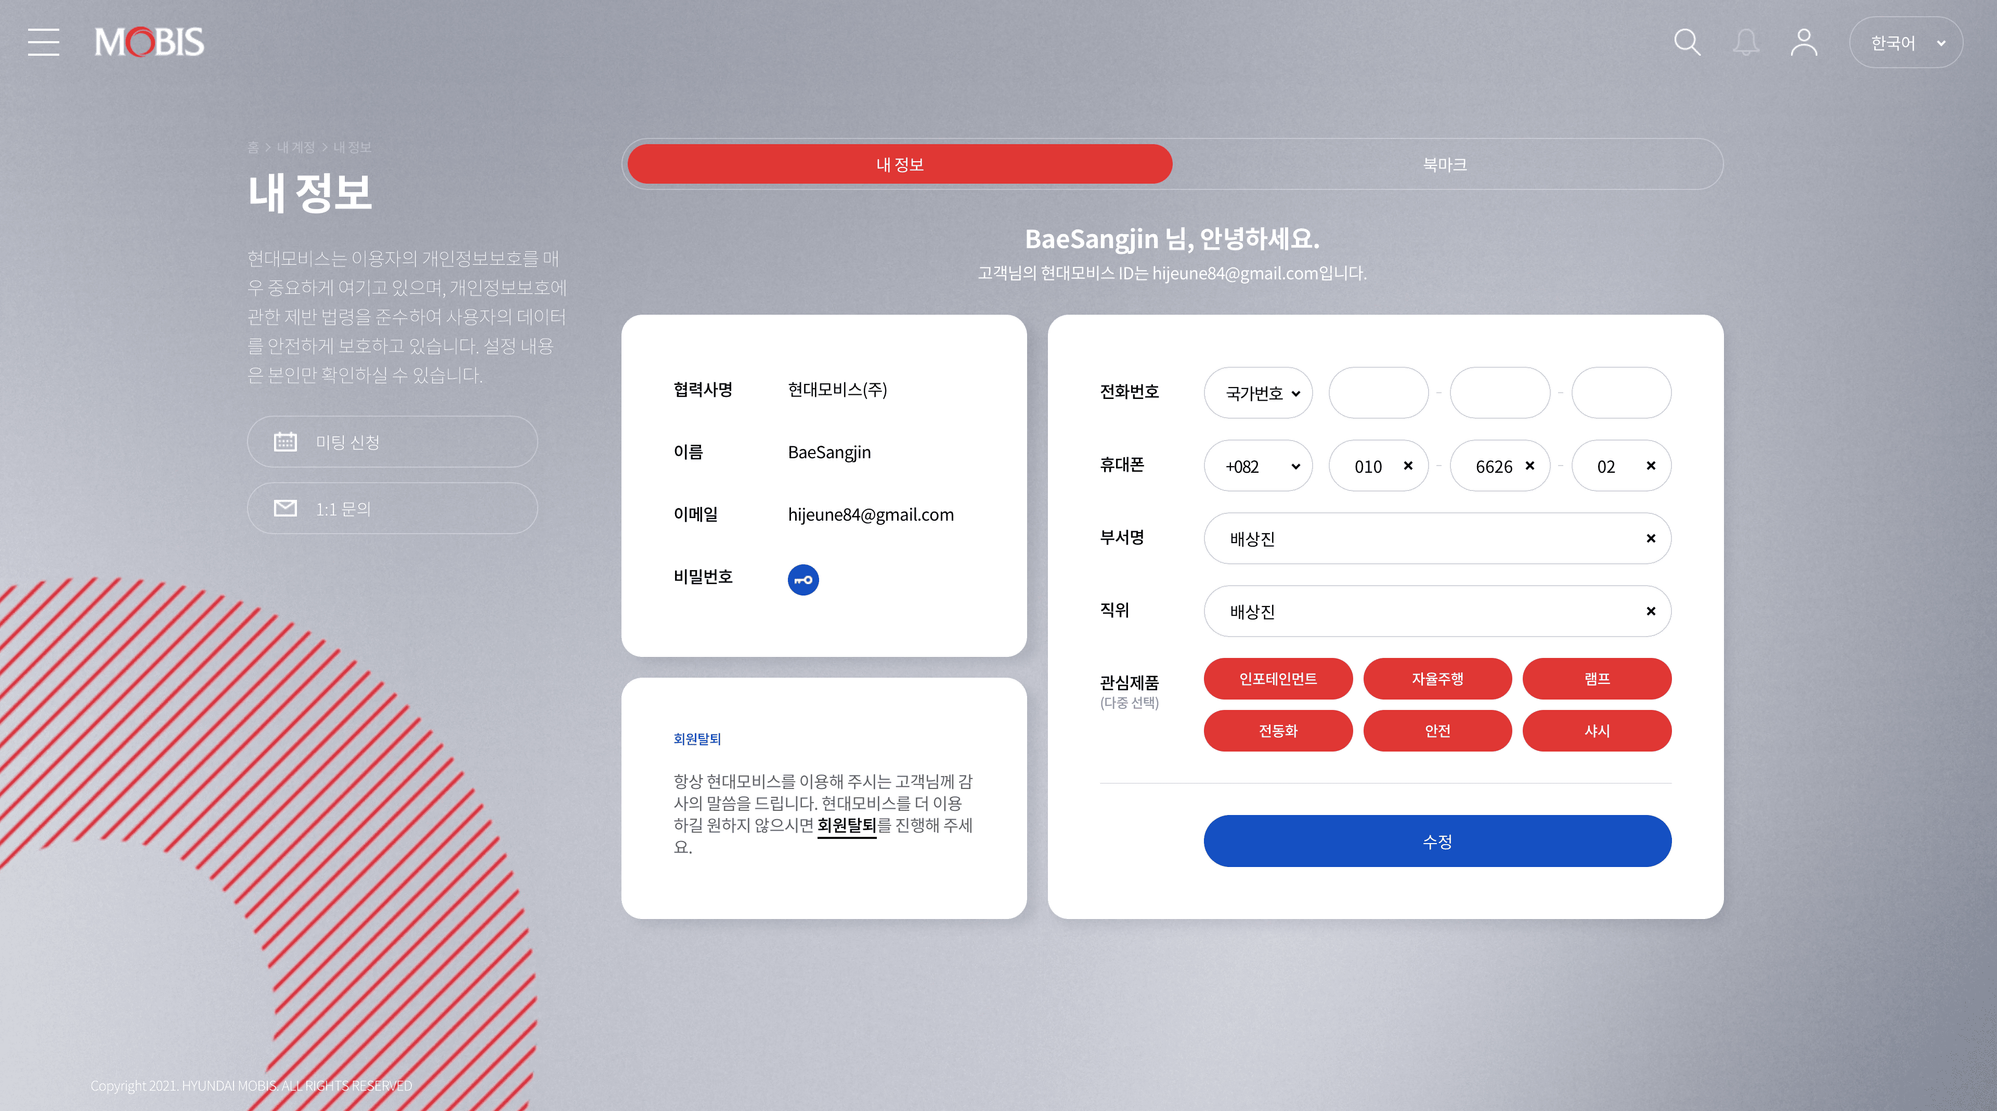 MOBIS
한국어
홈 > 내 계정 > 내 정보
내 정보
현대모비스는 이용자의 개인정보보호를 매
우 중요하게 여기고 있으며, 개인정보보호에
관한 제반 법령을 준수하여 사용자의 데이터
를 안전하게 보호하고 있습니다. 설정 내용
은 본인만 확인하실 수 있습니다.
미팅 신청
1:1 문의
내 정보
북마크
BaeSangjin 님, 안녕하세요.
고객님의 현대모비스 ID는 hijeune84@gmail.com입니다.
협력사명 현대모비스(주)
이름 BaeSangjin
이메일 hijeune84@gmail.com
비밀번호
회원탈퇴
항상 현대모비스를 이용해 주시는 고객님께 감
사의 말씀을 드립니다. 현대모비스를 더 이용
하길 원하지 않으시면 회원탈퇴를 진행해 주세
요.
전화번호 국가번호 - -
휴대폰 +082 010 - 6626 - 02
부서명 배상진
직위 배상진
관심제품 인포테인먼트 자율주행 램프
(다중 선택)
전동화 안전 샤시
수정
Copyright 2021. HYUNDAI MOBIS. ALL RIGHTS RESERVED